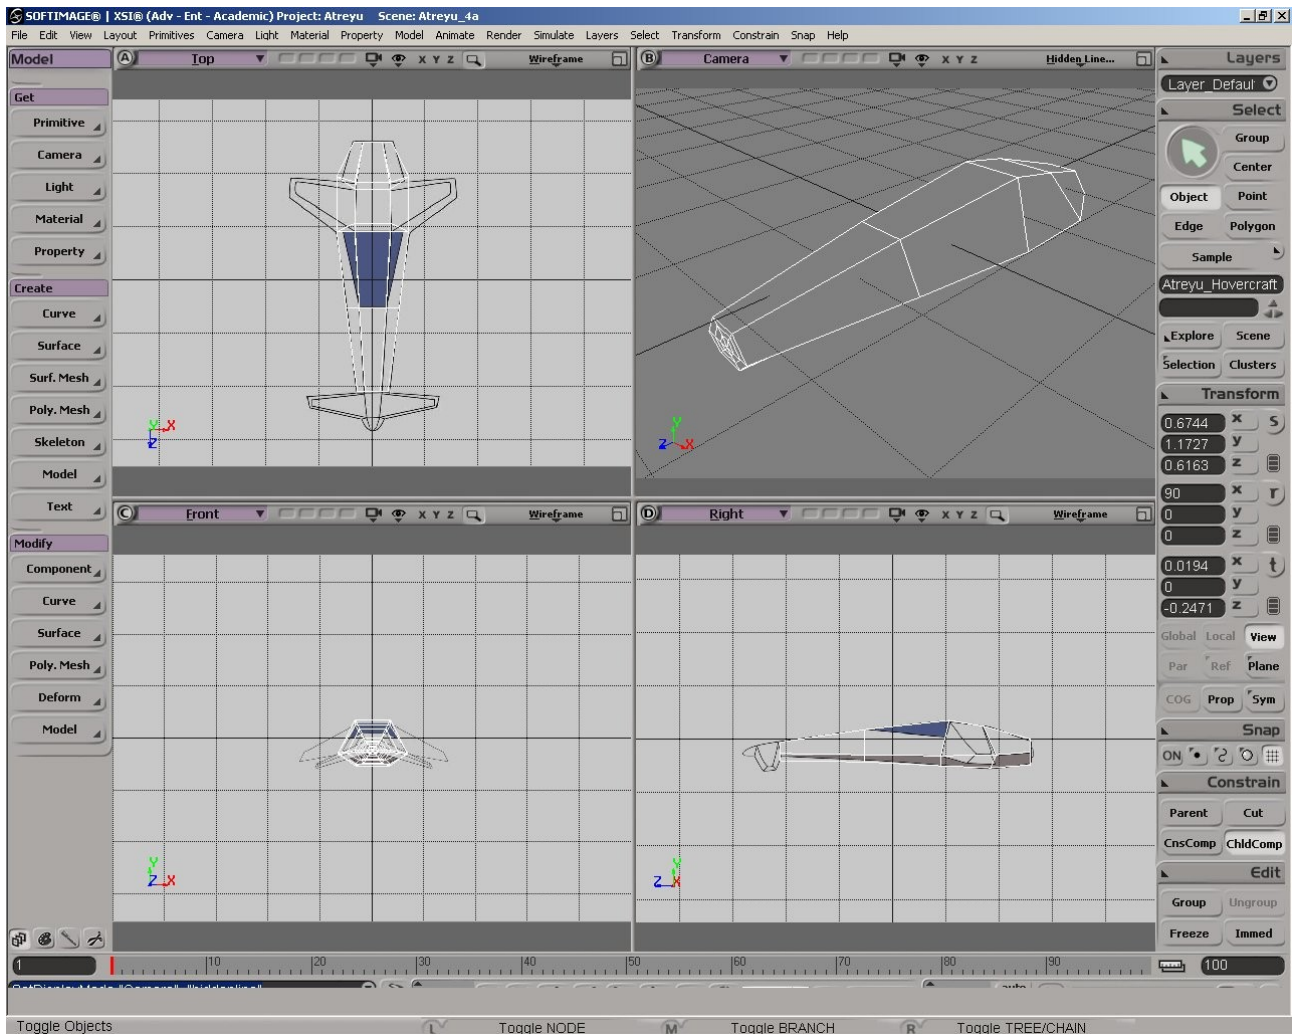 SOFTIMAGE® | XSI® (Adv - Ent - Academic) Project: Atreyu Scene: Atreyu_4a
File Edit View Layout Primitives Camera Light Material Property Model Animate Render Simulate Layers Select Transform Constrain Snap Help
Model
A Top X Y Z Wireframe
B Camera X Y Z Hidden Line...
Layers
Layer_Defaul
Get
Primitive
Camera
Light
Material
Property
Create
Curve
Surface
Surf. Mesh
Poly. Mesh
Skeleton
Model
Text
Modify
Component
Curve
Surface
Poly. Mesh
Deform
Model
Y X
Z
Y
Z X
C Front X Y Z Wireframe
D Right X Y Z Wireframe
Y
Z X
Y
Z X
Select
Group
Center
Object Point
Edge Polygon
Sample
Atreyu_Hovercraft
Explore Scene
Selection Clusters
Transform
0.6744 x s
1.1727 y
0.6163 z
90 x r
0 y
0 z
0.0194 x t
0 y
-0.2471 z
Global Local View
Par Ref Plane
COG Prop Sym
Snap
ON
Constrain
Parent Cut
CnsComp ChldComp
Edit
Group Ungroup
Freeze Immed
1 10 20 30 40 50 60 70 80 90 100
Toggle Objects L Toggle NODE M Toggle BRANCH R Toggle TREE/CHAIN